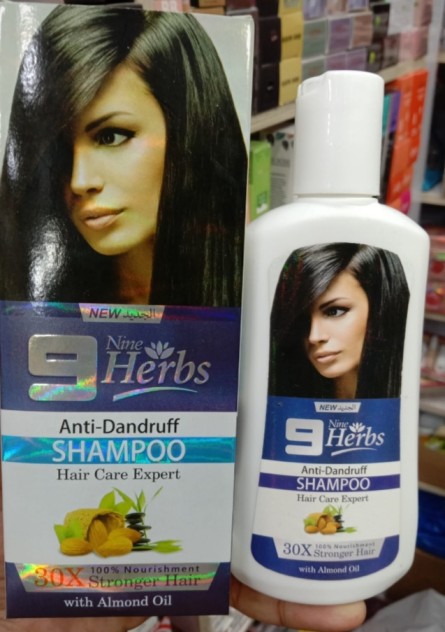 NEW الجديد
9 Nine
Herbs
Anti-Dandruff
SHAMPOO
Hair Care Expert
30X 100% Nourishment
Stronger Hair
with Almond Oil
NEW الجديد
9 Nine
Herbs
Anti-Dandruff
SHAMPOO
Hair Care Expert
30X 100% Nourishment
Stronger Hair
with Almond Oil